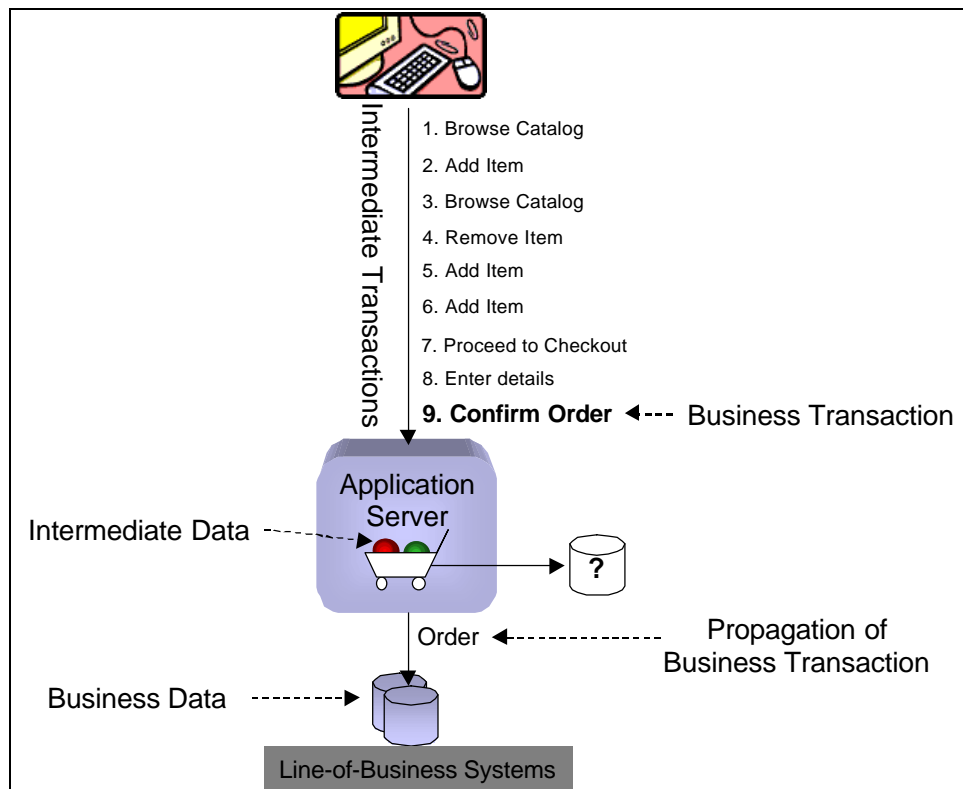 Intermediate Transactions
1. Browse Catalog
2. Add Item
3. Browse Catalog
4. Remove Item
5. Add Item
6. Add Item
7. Proceed to Checkout
8. Enter details
9. Confirm Order
Business Transaction
Application
Server
Intermediate Data
?
Order
Propagation of
Business Transaction
Business Data
Line-of-Business Systems